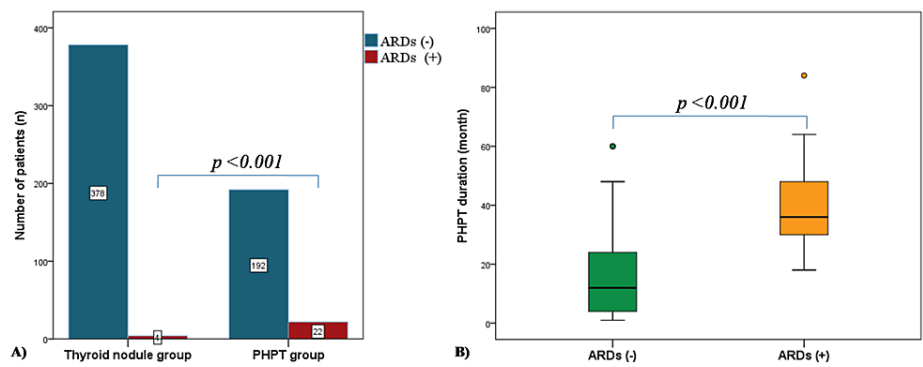 400
300
200
100
0
Number of patients (n)
378
4
192
22
p <0.001
Thyroid nodule group
PHPT group
ARDs (-)
ARDs (+)
A)
100
80
60
40
20
0
PHPT duration (month)
p <0.001
ARDs (-)
ARDs (+)
B)